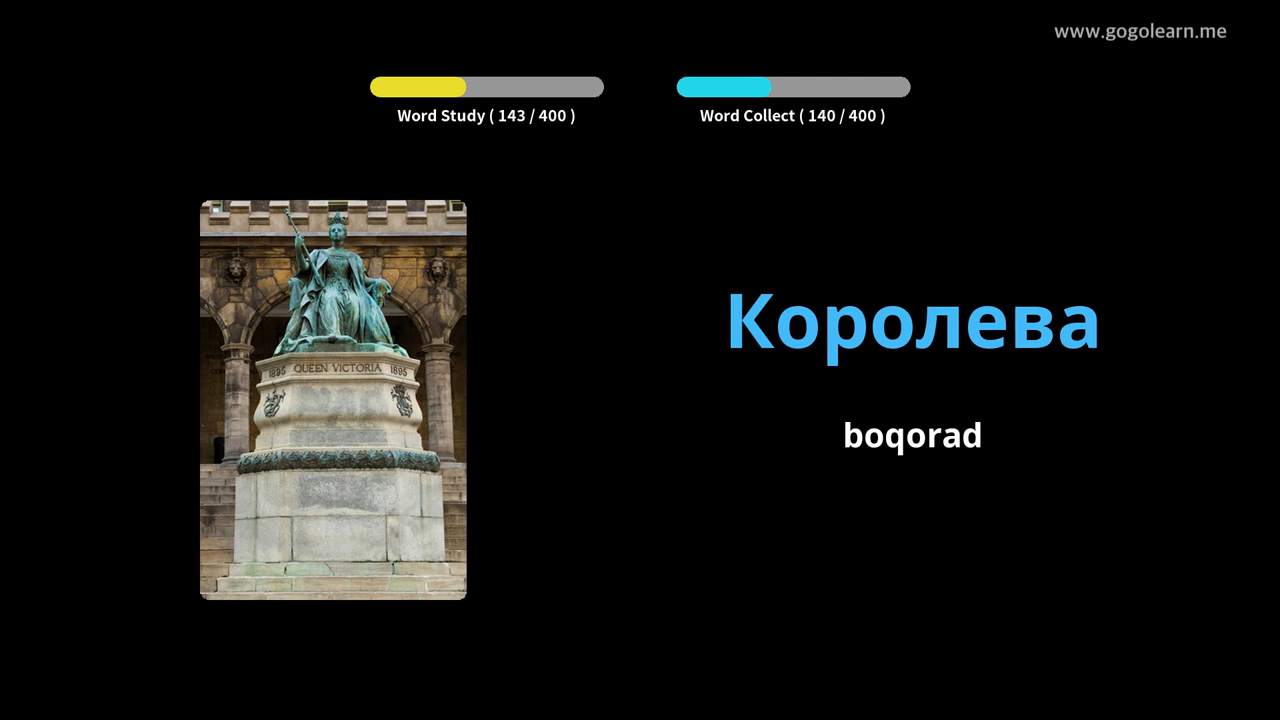 www.gogolearn.me
Word Study ( 143 / 400 )
Word Collect ( 140 / 400 )
1895 QUEEN VICTORIA 1895
Королева
boqorad